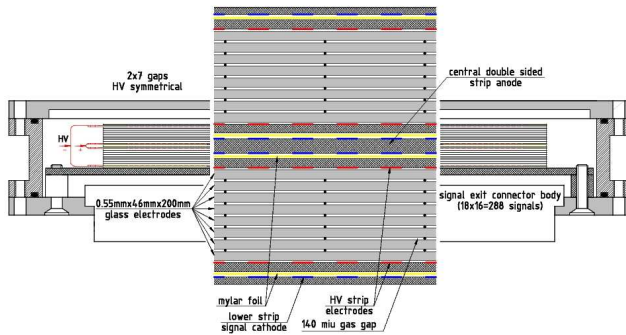 2x7 gaps
HV symmetrical
central double sided
strip anode
HV
- +
0.55mmx46mmx200mm
glass electrodes
signal exit connector body
(18x16=288 signals)
mylar foil
lower strip
signal cathode
HV strip
electrodes
140 miu gas gap